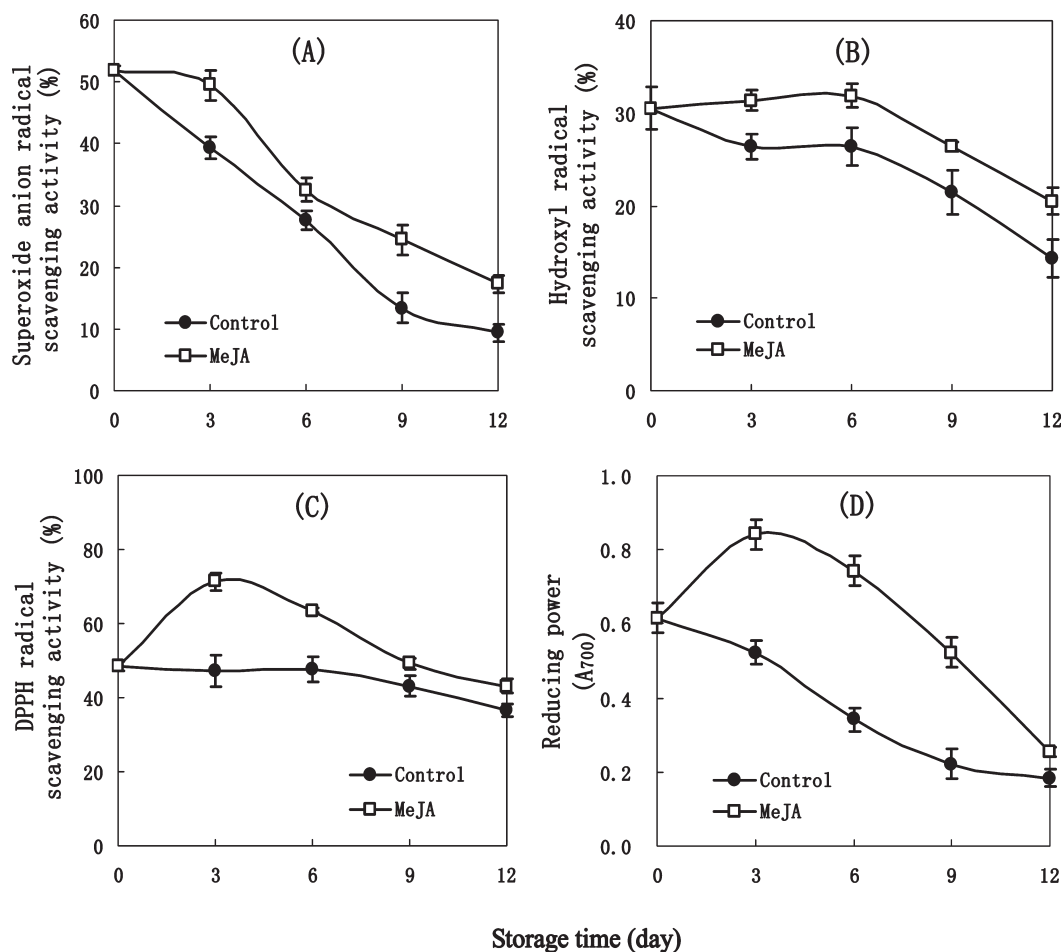 (A)
Superoxide anion radical
scavenging activity (%)
60
50
40
30
20
10
0
Control
MeJA
0 3 6 9 12
(B)
Hydroxyl radical
scavenging activity (%)
40
30
20
10
0
Control
MeJA
0 3 6 9 12
(C)
DPPH radical
scavenging activity (%)
100
80
60
40
20
0
Control
MeJA
0 3 6 9 12
(D)
Reducing power
(A700)
1.0
0.8
0.6
0.4
0.2
0.0
Control
MeJA
0 3 6 9 12
Storage time (day)